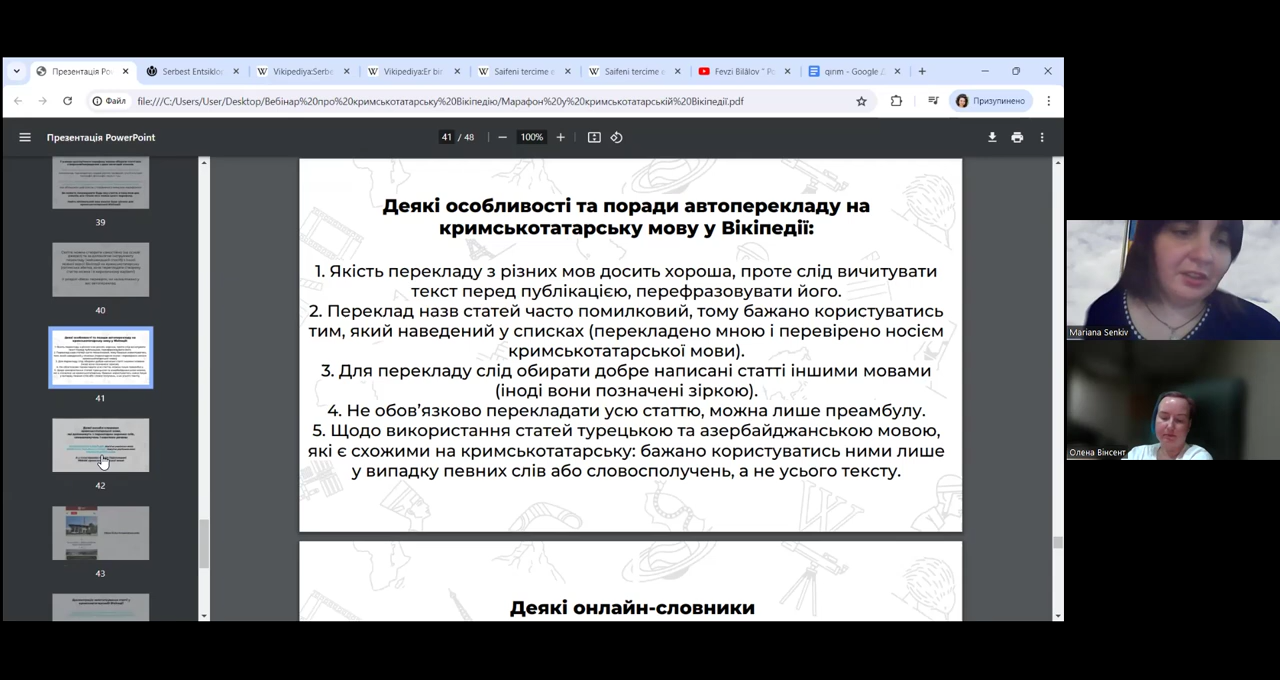 Презентація Po
Serbest Entsiklo
Vikipediya:Serbe
Vikipediya:Er bir
Saifeni tercime e
Saifeni tercime e
Fevzi Bilâlov " Po
qırım - Google Д
Файл
file:///C:/Users/User/Desktop/Вебінар%20про%20кримськотатарську%20Вікіпедію/Марафон%20у%20кримськотатарській%20Вікіпедії.pdf
Призупинено
Презентація PowerPoint
41 / 48
100%
39
40
41
42
43
Деякі особливості та поради автоперекладу на
кримськотатарську мову у Вікіпедії:
1. Якість перекладу з різних мов досить хороша, проте слід вичитувати
текст перед публікацією, перефразовувати його.
2. Переклад назв статей часто помилковий, тому бажано користуватись
тим, який наведений у списках (перекладено мною і перевірено носієм
кримськотатарської мови).
3. Для перекладу слід обирати добре написані статті іншими мовами
(іноді вони позначені зіркою).
4. Не обов’язково перекладати усю статтю, можна лише преамбулу.
5. Щодо використання статей турецькою та азербайджанською мовою,
які є схожими на кримськотатарську: бажано користуватись ними лише
у випадку певних слів або словосполучень, а не усього тексту.
Деякі онлайн-словники
Mariana Senkiv
Олена Вінсент